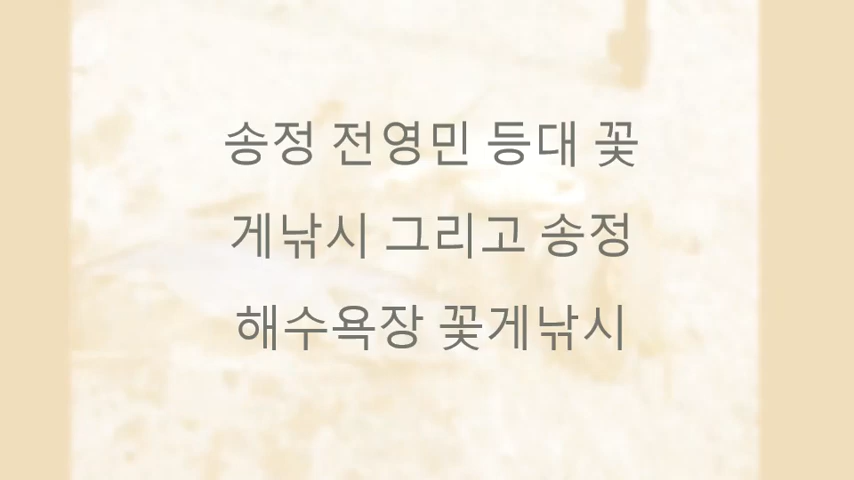 송정 전영민 등대 꽃
게낚시 그리고 송정
해수욕장 꽃게낚시